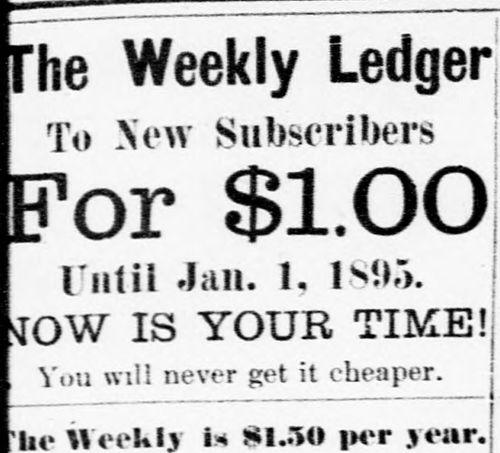 The Weekly Ledger
To New Subscribers
For $1.00
Until Jan. 1, 1895.
NOW IS YOUR TIME!
You will never get it cheaper.
The Weekly is $1.50 per year.